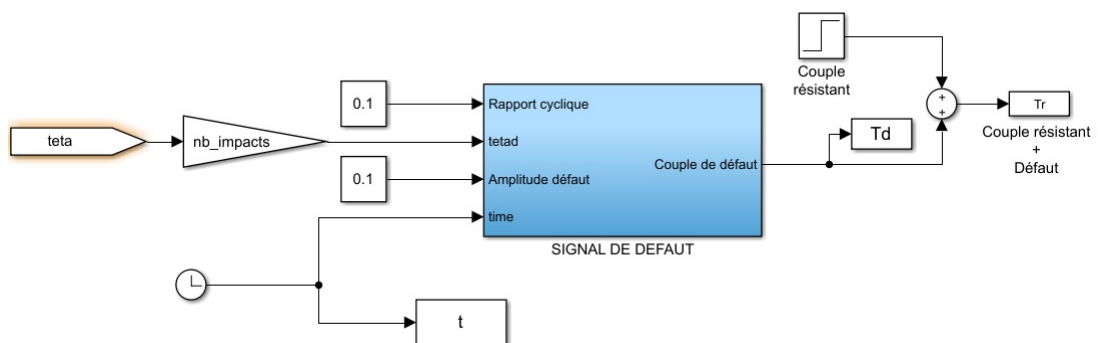 Couple
résistant
0.1
Rapport cyclique
+
+
Tr
Couple résistant
+
Défaut
teta
nb_impacts
tetad
Td
Couple de défaut
0.1
Amplitude défaut
time
SIGNAL DE DEFAUT
t